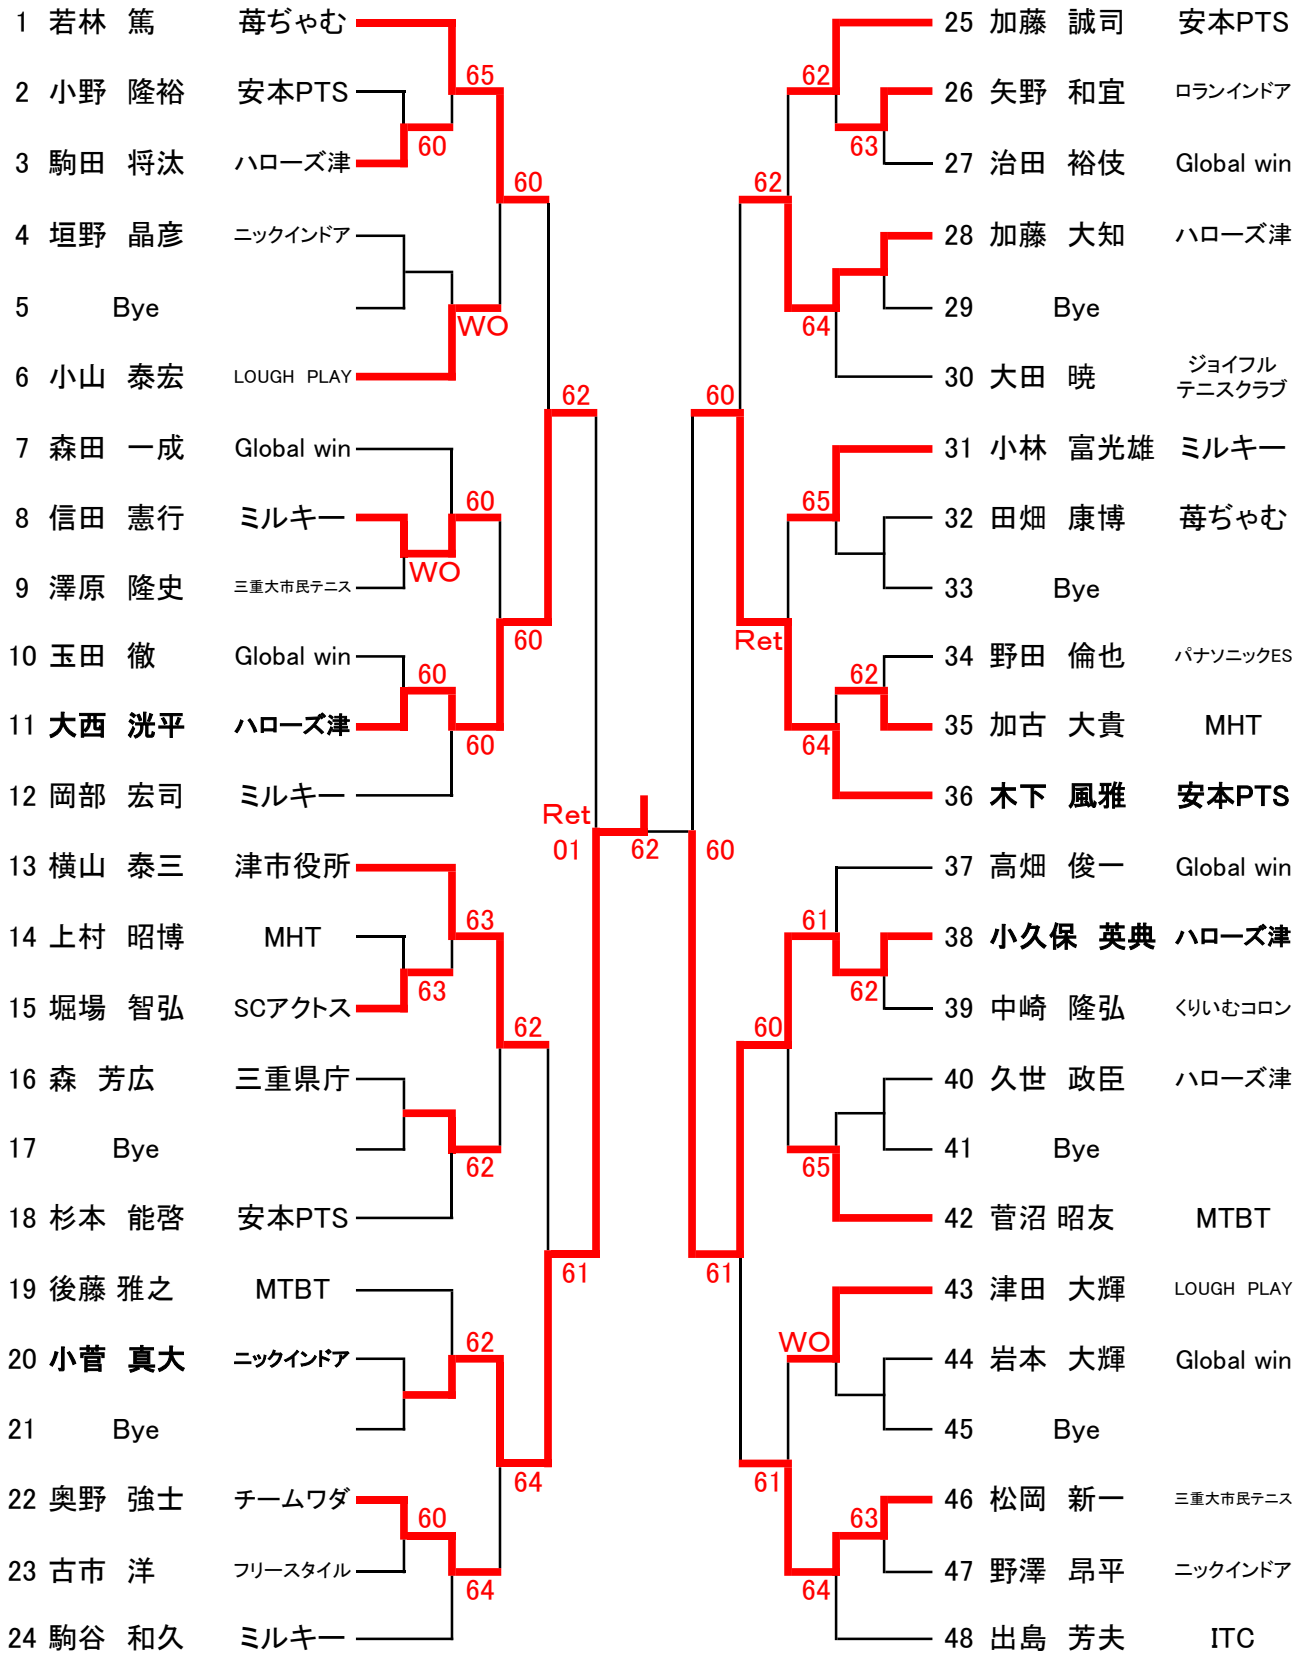 1 若林 篤 苺ぢゃむ
2 小野 隆裕 安本PTS
3 駒田 将汰 ハローズ津
4 垣野 晶彦 ニックインドア
5 Bye
6 小山 泰宏 LOUGH PLAY
7 森田 一成 Global win
8 信田 憲行 ミルキー
9 澤原 隆史 三重大市民テニス
10 玉田 徹 Global win
11 大西 洸平 ハローズ津
12 岡部 宏司 ミルキー
13 横山 泰三 津市役所
14 上村 昭博 MHT
15 堀場 智弘 SCアクトス
16 森 芳広 三重県庁
17 Bye
18 杉本 能啓 安本PTS
19 後藤 雅之 MTBT
20 小菅 真大 ニックインドア
21 Bye
22 奥野 強士 チームワダ
23 古市 洋 フリースタイル
24 駒谷 和久 ミルキー
65
60
60
WO
62
60
WO
60
60
60
Ret
01
62
63
63
62
62
61
62
64
60
64
62
63
62
64
60
65
Ret
62
64
60
61
62
60
65
61
WO
61
63
64
25 加藤 誠司 安本PTS
26 矢野 和宜 ロランインドア
27 治田 裕伎 Global win
28 加藤 大知 ハローズ津
29 Bye
30 大田 暁 ジョイフル
テニスクラブ
31 小林 富光雄 ミルキー
32 田畑 康博 苺ぢゃむ
33 Bye
34 野田 倫也 パナソニックES
35 加古 大貴 MHT
36 木下 風雅 安本PTS
37 高畑 俊一 Global win
38 小久保 英典 ハローズ津
39 中崎 隆弘 くりいむコロン
40 久世 政臣 ハローズ津
41 Bye
42 菅沼 昭友 MTBT
43 津田 大輝 LOUGH PLAY
44 岩本 大輝 Global win
45 Bye
46 松岡 新一 三重大市民テニス
47 野澤 昂平 ニックインドア
48 出島 芳夫 ITC